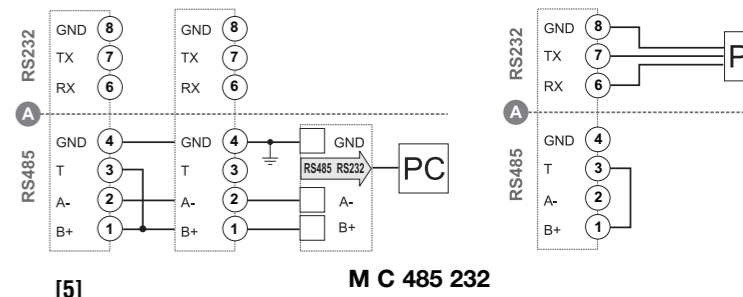 RS232
GND 8
TX 7
RX 6
GND 8
TX 7
RX 6
A
RS485
GND 4
T 3
A- 2
B+ 1
GND 4
T 3
A- 2
B+ 1
GND
RS485 RS232
A-
B+
PC
[5]
M C 485 232
RS232
GND 8
TX 7
RX 6
P
A
RS485
GND 4
T 3
A- 2
B+ 1